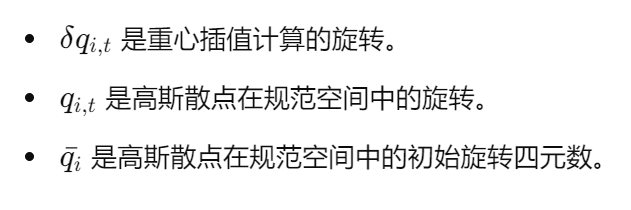 • δq_{i,t} 是重心插值计算的旋转。
• q_{i,t} 是高斯散点在规范空间中的旋转。
• q̄_i 是高斯散点在规范空间中的初始旋转四元数。